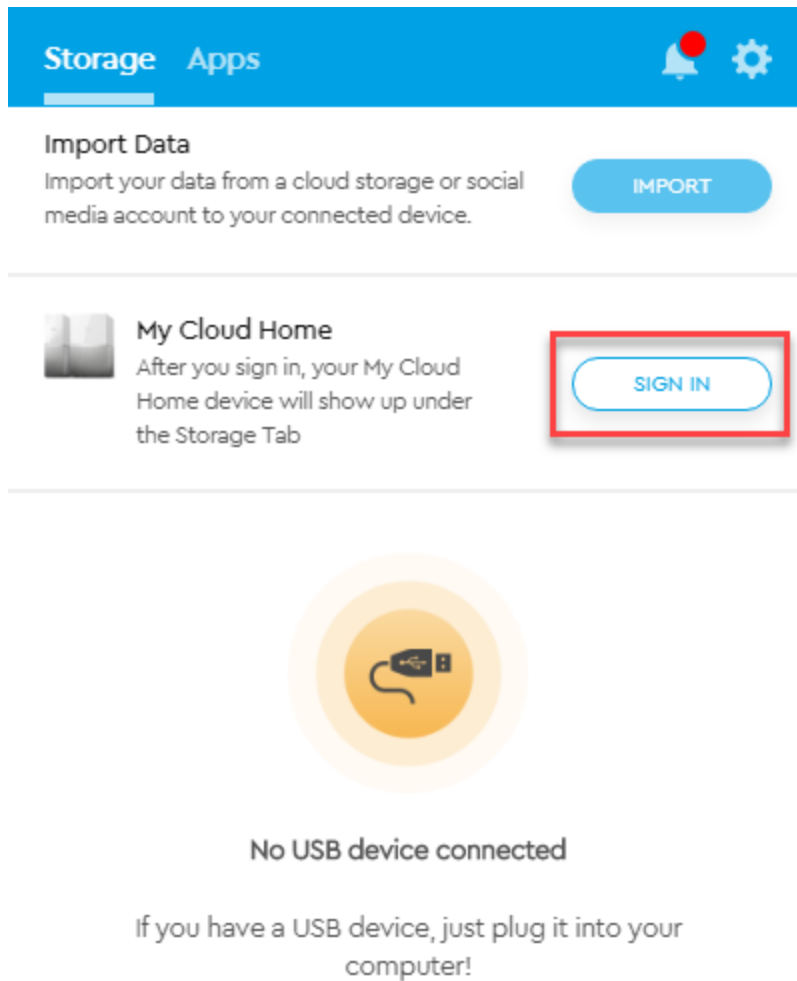 Storage Apps
Import Data
Import your data from a cloud storage or social
media account to your connected device.
IMPORT
My Cloud Home
After you sign in, your My Cloud
Home device will show up under
the Storage Tab
SIGN IN
No USB device connected
If you have a USB device, just plug it into your
computer!